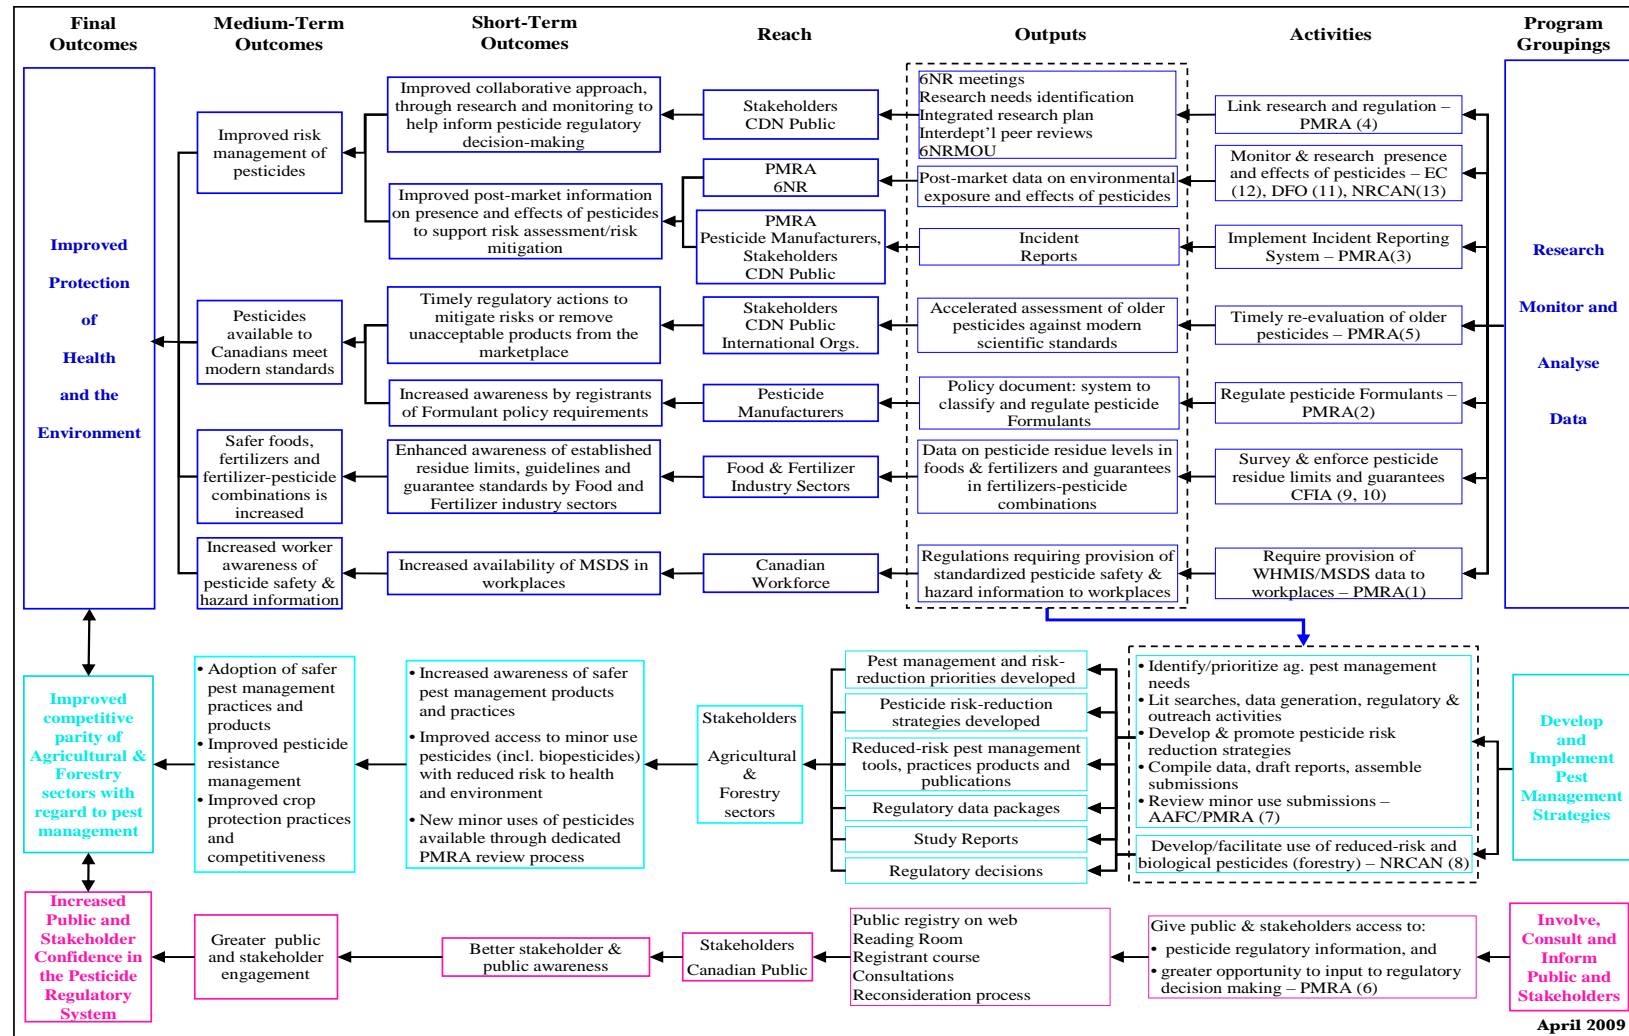 Final
Outcomes
Medium-Term
Outcomes
Short-Term
Outcomes
Reach
Outputs
Activities
Program
Groupings
Improved
Protection
of
Health
and the
Environment
Improved risk
management of
pesticides
Improved collaborative approach,
through research and monitoring to
help inform pesticide regulatory
decision-making
Stakeholders
CDN Public
6NR meetings
Research needs identification
Integrated research plan
Interdept'l peer reviews
6NRMOU
Link research and regulation –
PMRA (4)
Research
Monitor and
Analyse
Data
Improved post-market information
on presence and effects of pesticides
to support risk assessment/risk
mitigation
PMRA
6NR
Post-market data on environmental
exposure and effects of pesticides
Monitor & research presence
and effects of pesticides – EC
(12), DFO (11), NRCAN(13)
PMRA
Pesticide Manufacturers,
Stakeholders
CDN Public
Incident
Reports
Implement Incident Reporting
System – PMRA(3)
Pesticides
available to
Canadians meet
modern standards
Timely regulatory actions to
mitigate risks or remove
unacceptable products from the
marketplace
Stakeholders
CDN Public
International Orgs.
Accelerated assessment of older
pesticides against modern
scientific standards
Timely re-evaluation of older
pesticides – PMRA(5)
Increased awareness by registrants
of Formulant policy requirements
Pesticide
Manufacturers
Policy document: system to
classify and regulate pesticide
Formulants
Regulate pesticide Formulants –
PMRA(2)
Safer foods,
fertilizers and
fertilizer-pesticide
combinations is
increased
Enhanced awareness of established
residue limits, guidelines and
guarantee standards by Food and
Fertilizer industry sectors
Food & Fertilizer
Industry Sectors
Data on pesticide residue levels in
foods & fertilizers and guarantees
in fertilizers-pesticide
combinations
Survey & enforce pesticide
residue limits and guarantees
CFIA (9, 10)
Increased worker
awareness of
pesticide safety &
hazard information
Increased availability of MSDS in
workplaces
Canadian
Workforce
Regulations requiring provision of
standardized pesticide safety &
hazard information to workplaces
Require provision of
WHMIS/MSDS data to
workplaces – PMRA(1)
Improved
competitive
parity of
Agricultural &
Forestry
sectors with
regard to pest
management
• Adoption of safer
pest management
practices and
products
• Improved pesticide
resistance
management
• Improved crop
protection practices
and
competitiveness
• Increased awareness of safer
pest management products
and practices
• Improved access to minor use
pesticides (incl. biopesticides)
with reduced risk to health
and environment
• New minor uses of pesticides
available through dedicated
PMRA review process
Stakeholders
Agricultural
&
Forestry
sectors
Pest management and risk-
reduction priorities developed
Pesticide risk-reduction
strategies developed
Reduced-risk pest management
tools, practices products and
publications
Regulatory data packages
Study Reports
Regulatory decisions
• Identify/prioritize ag. pest management
needs
• Lit searches, data generation, regulatory &
outreach activities
• Develop & promote pesticide risk
reduction strategies
• Compile data, draft reports, assemble
submissions
• Review minor use submissions –
AAFC/PMRA (7)
Develop/facilitate use of reduced-risk and
biological pesticides (forestry) – NRCAN (8)
Develop
and
Implement
Pest
Management
Strategies
Increased
Public and
Stakeholder
Confidence in
the Pesticide
Regulatory
System
Greater public
and stakeholder
engagement
Better stakeholder &
public awareness
Stakeholders
Canadian Public
Public registry on web
Reading Room
Registrant course
Consultations
Reconsideration process
Give public & stakeholders access to:
• pesticide regulatory information, and
• greater opportunity to input to regulatory
decision making – PMRA (6)
Involve,
Consult and
Inform
Public and
Stakeholders
April 2009